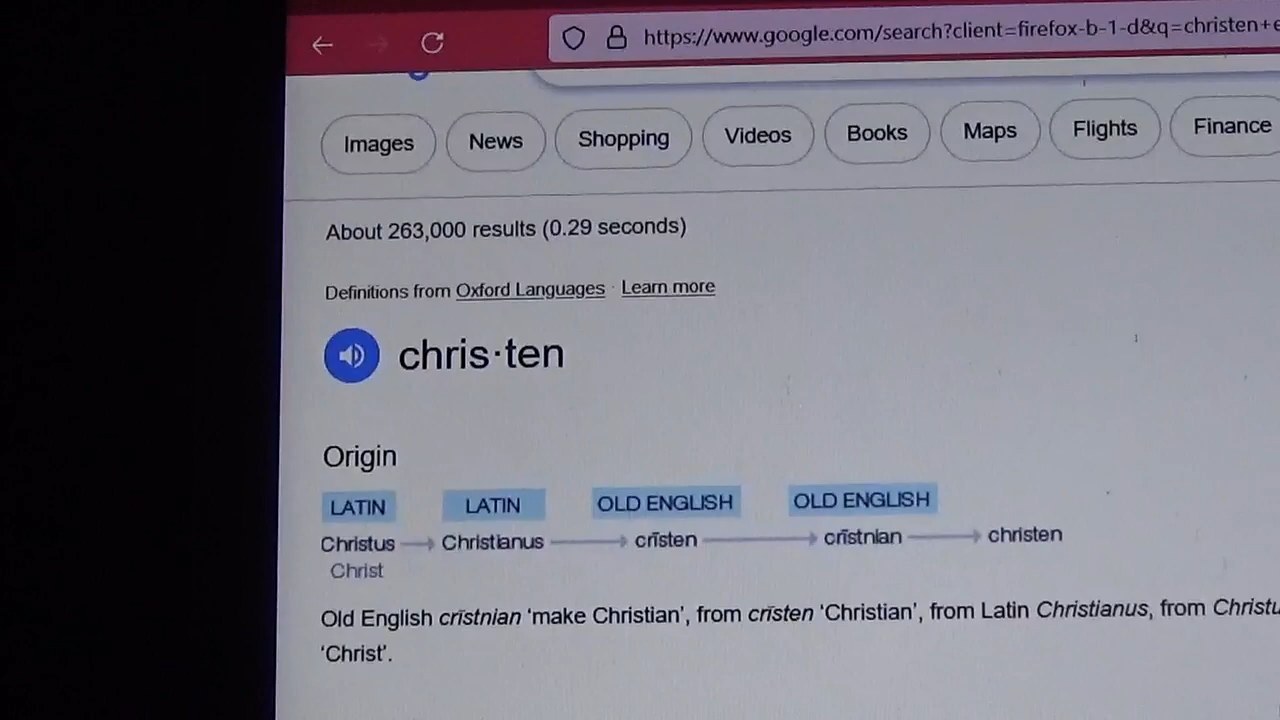 https://www.google.com/search?client=firefox-b-1-d&q=christen+e
Images News Shopping Videos Books Maps Flights Finance
About 263,000 results (0.29 seconds)
Definitions from Oxford Languages · Learn more
chris·ten
Origin
LATIN LATIN OLD ENGLISH OLD ENGLISH
Christus Christianus crīsten crīstnian christen
Christ
Old English crīstnian ‘make Christian’, from crīsten ‘Christian’, from Latin Christianus, from Christu
‘Christ’.